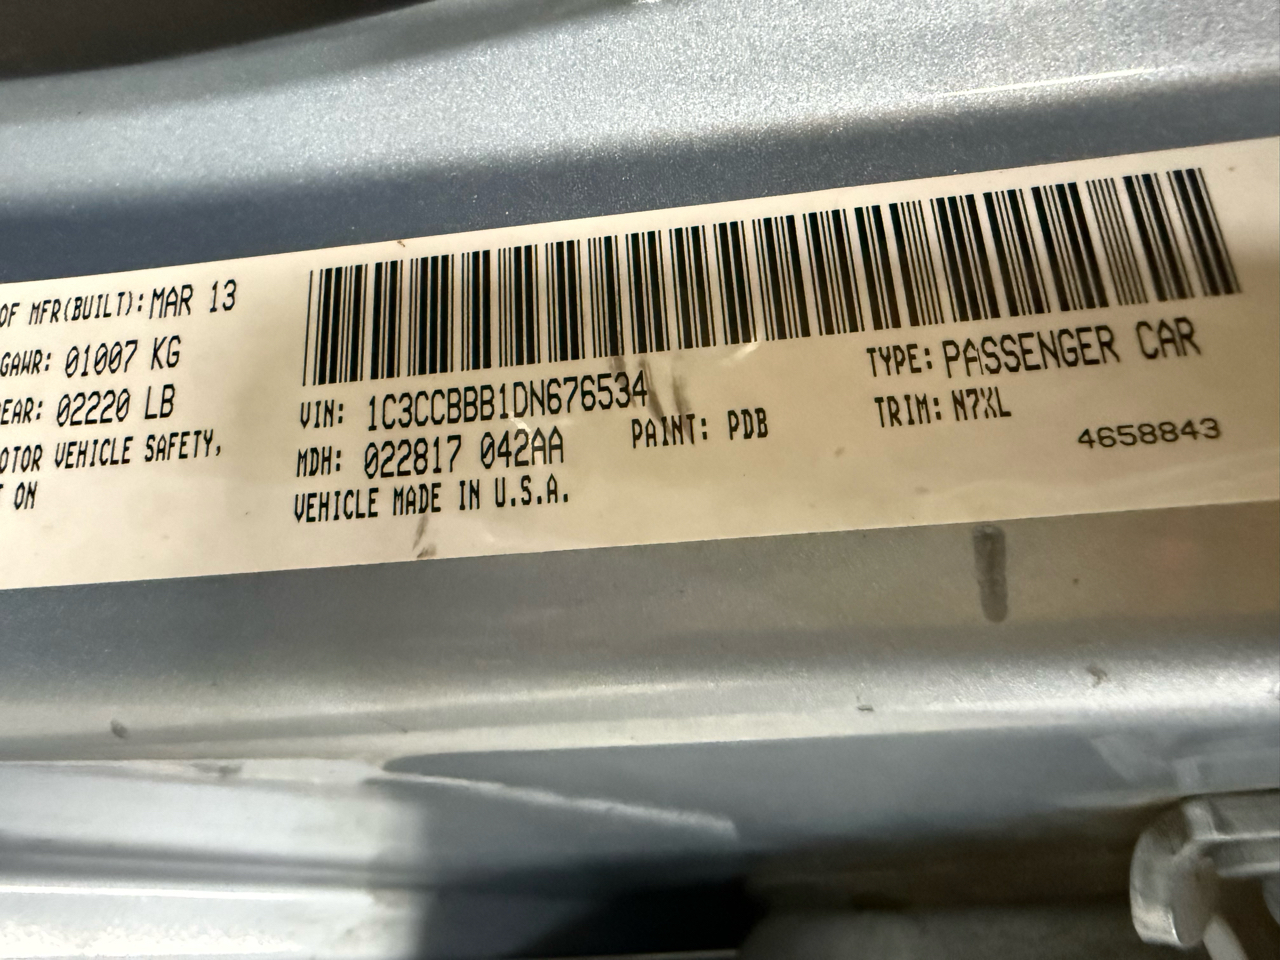 OF MFR(BUILT): MAR 13
GAWR: 01007 KG
EAR: 02220 LB
OTOR VEHICLE SAFETY,
T ON
VIN: 1C3CCBBB1DN676534
TYPE: PASSENGER CAR
MDH: 022817 042AA
PAINT: PDB
TRIM: N7XL
VEHICLE MADE IN U.S.A.
4658843